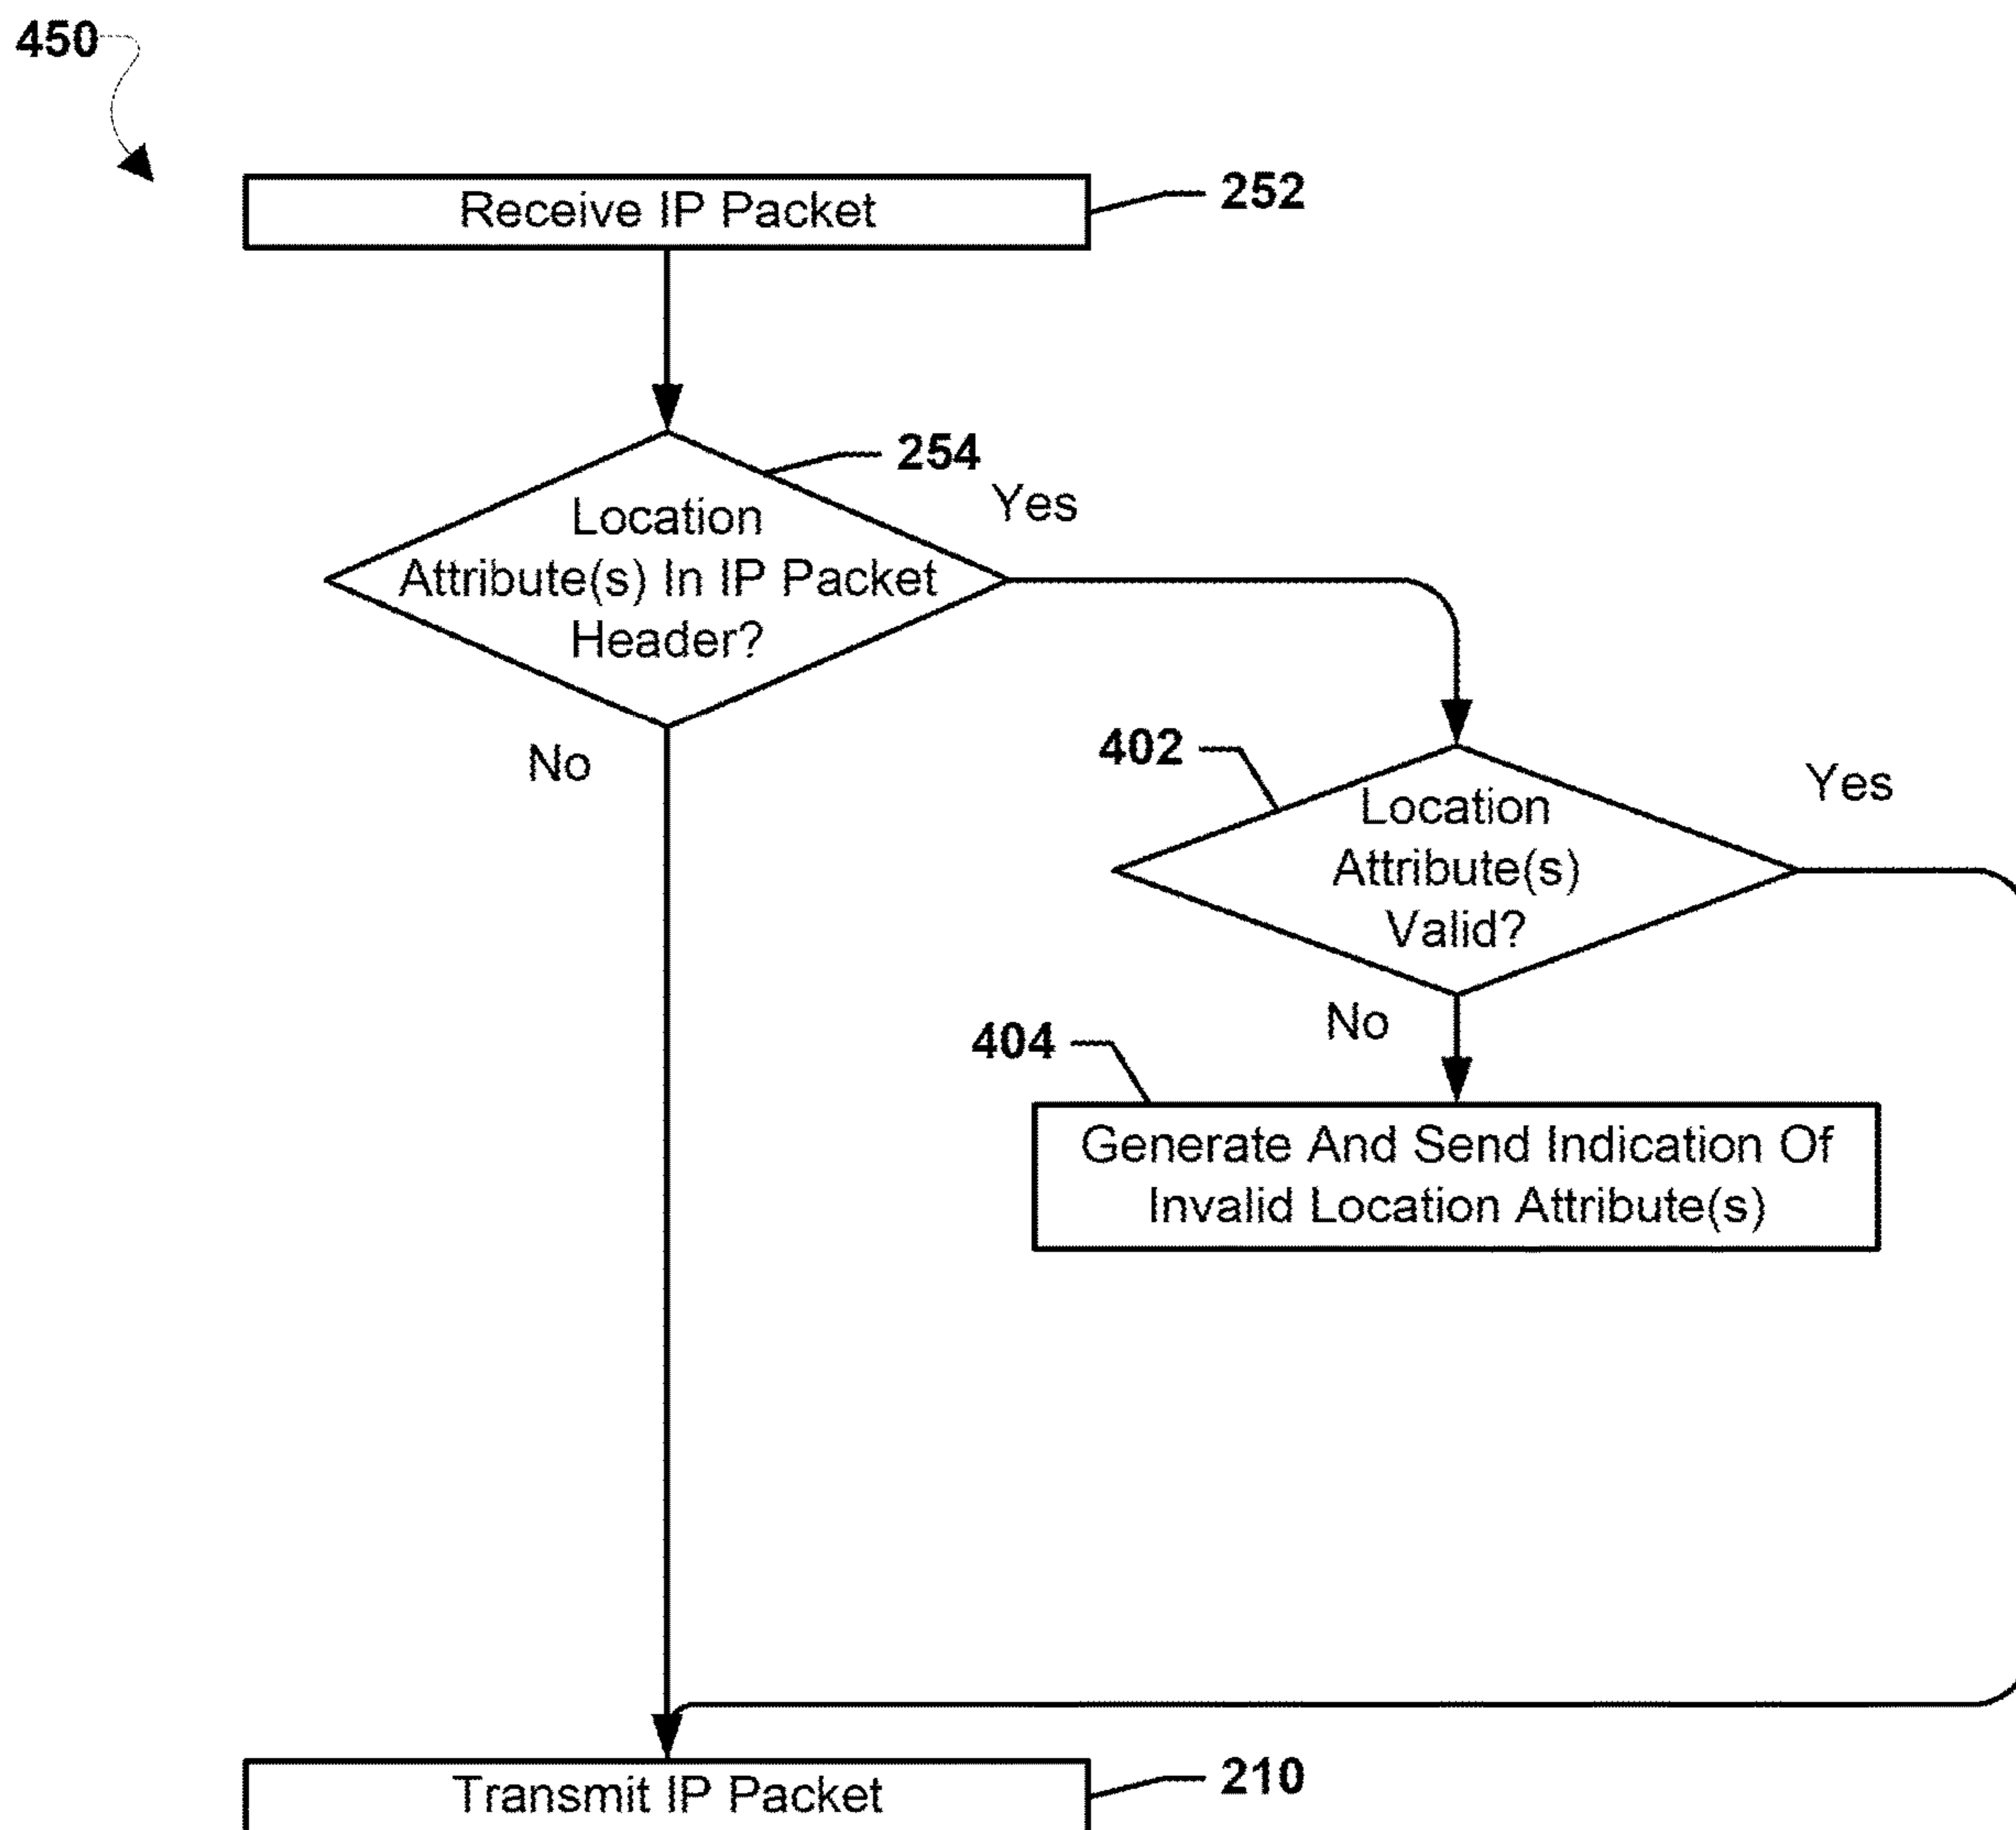 450
Receive IP Packet
252
254
Yes
Location
Attribute(s) In IP Packet
Header?
No
402
Yes
Location
Attribute(s)
Valid?
No
404
Generate And Send Indication Of
Invalid Location Attribute(s)
Transmit IP Packet
210